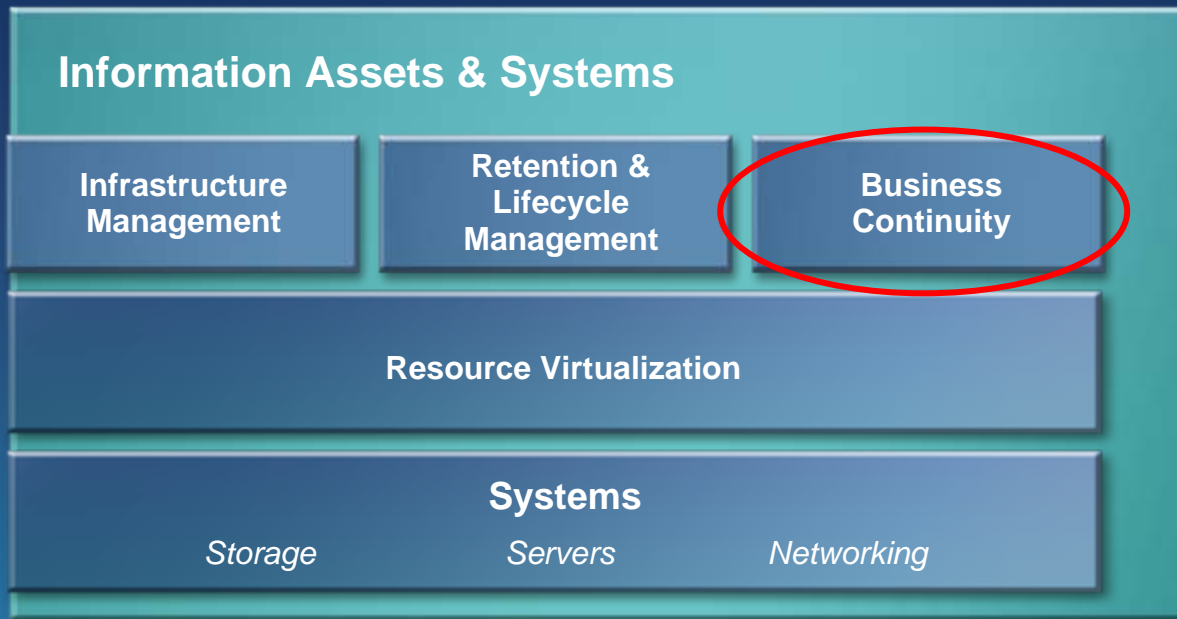 Information Assets & Systems
Infrastructure
Management
Retention &
Lifecycle
Management
Business
Continuity
Resource Virtualization
Systems
Storage Servers Networking